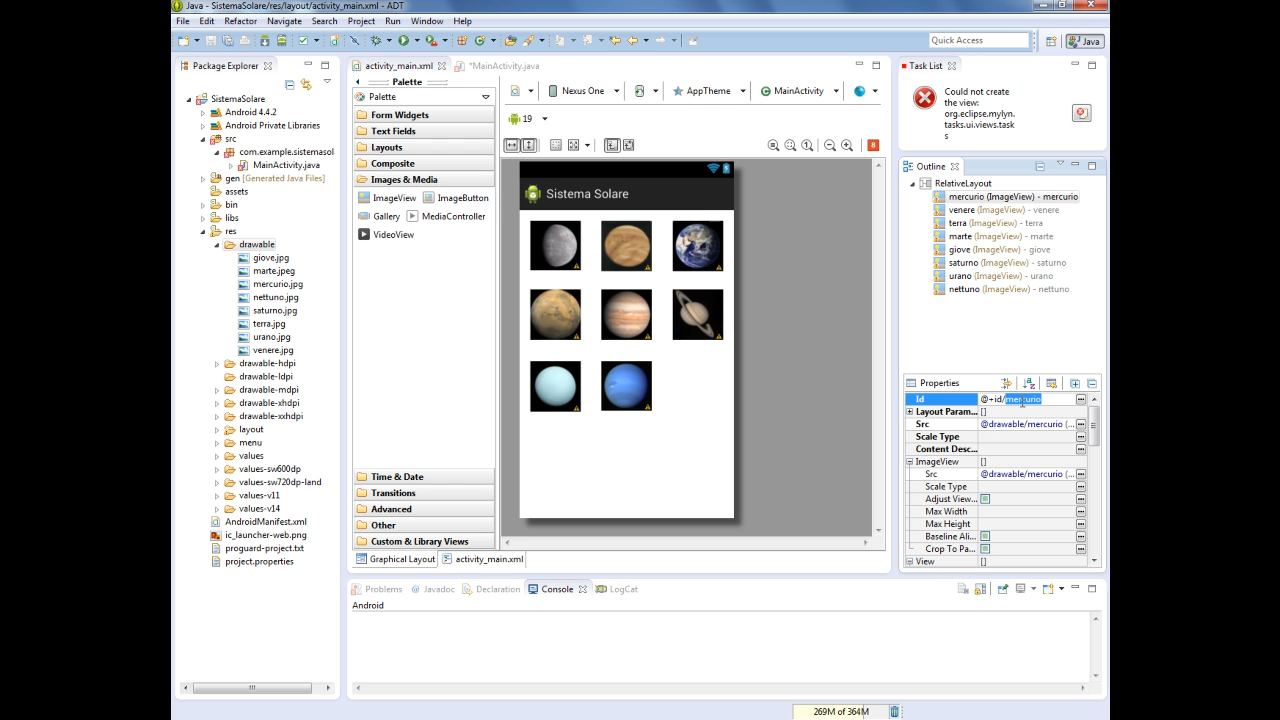 Java - SistemaSolare/res/layout/activity_main.xml - ADT
File Edit Refactor Navigate Search Project Run Window Help
Quick Access
Java
Package Explorer
SistemaSolare
Android 4.4.2
Android Private Libraries
src
com.example.sistemasol
MainActivity.java
gen [Generated Java Files]
assets
bin
libs
res
drawable
giove.jpg
marte.jpeg
mercurio.jpg
nettuno.jpg
saturno.jpg
terra.jpg
urano.jpg
venere.jpg
drawable-hdpi
drawable-ldpi
drawable-mdpi
drawable-xhdpi
drawable-xxhdpi
layout
menu
values
values-sw600dp
values-sw720dp-land
values-v11
values-v14
AndroidManifest.xml
ic_launcher-web.png
proguard-project.txt
project.properties
activity_main.xml *MainActivity.java
Palette
Palette
Form Widgets
Text Fields
Layouts
Composite
Images & Media
ImageView ImageButton
Gallery MediaController
VideoView
Time & Date
Transitions
Advanced
Other
Custom & Library Views
Graphical Layout activity_main.xml
Nexus One AppTheme MainActivity
19
8
Sistema Solare
Task List
Could not create
the view:
org.eclipse.mylyn.
tasks.ui.views.task
s
Outline
RelativeLayout
mercurio (ImageView) - mercurio
venere (ImageView) - venere
terra (ImageView) - terra
marte (ImageView) - marte
giove (ImageView) - giove
saturno (ImageView) - saturno
urano (ImageView) - urano
nettuno (ImageView) - nettuno
Properties
Id @+id/mercurio
Layout Param... []
Src @drawable/mercurio (...
Scale Type
Content Desc...
ImageView []
Src @drawable/mercurio (...
Scale Type
Adjust View...
Max Width
Max Height
Baseline Ali...
Crop To Pa...
View []
Problems Javadoc Declaration Console LogCat
Android
269M of 364M